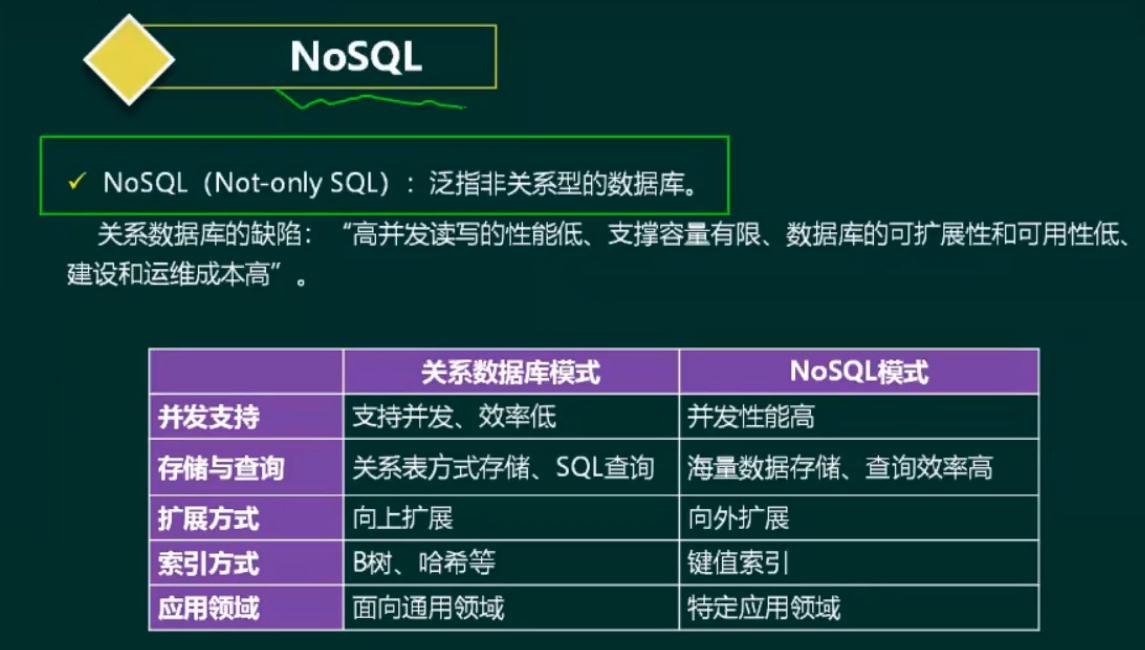 NoSQL
✓ NoSQL（Not-only SQL）：泛指非关系型的数据库。
关系数据库的缺陷：“高并发读写的性能低、支撑容量有限、数据库的可扩展性和可用性低、
建设和运维成本高”。
关系数据库模式 NoSQL模式
并发支持 支持并发、效率低 并发性能高
存储与查询 关系表方式存储、SQL查询 海量数据存储、查询效率高
扩展方式 向上扩展 向外扩展
索引方式 B树、哈希等 键值索引
应用领域 面向通用领域 特定应用领域